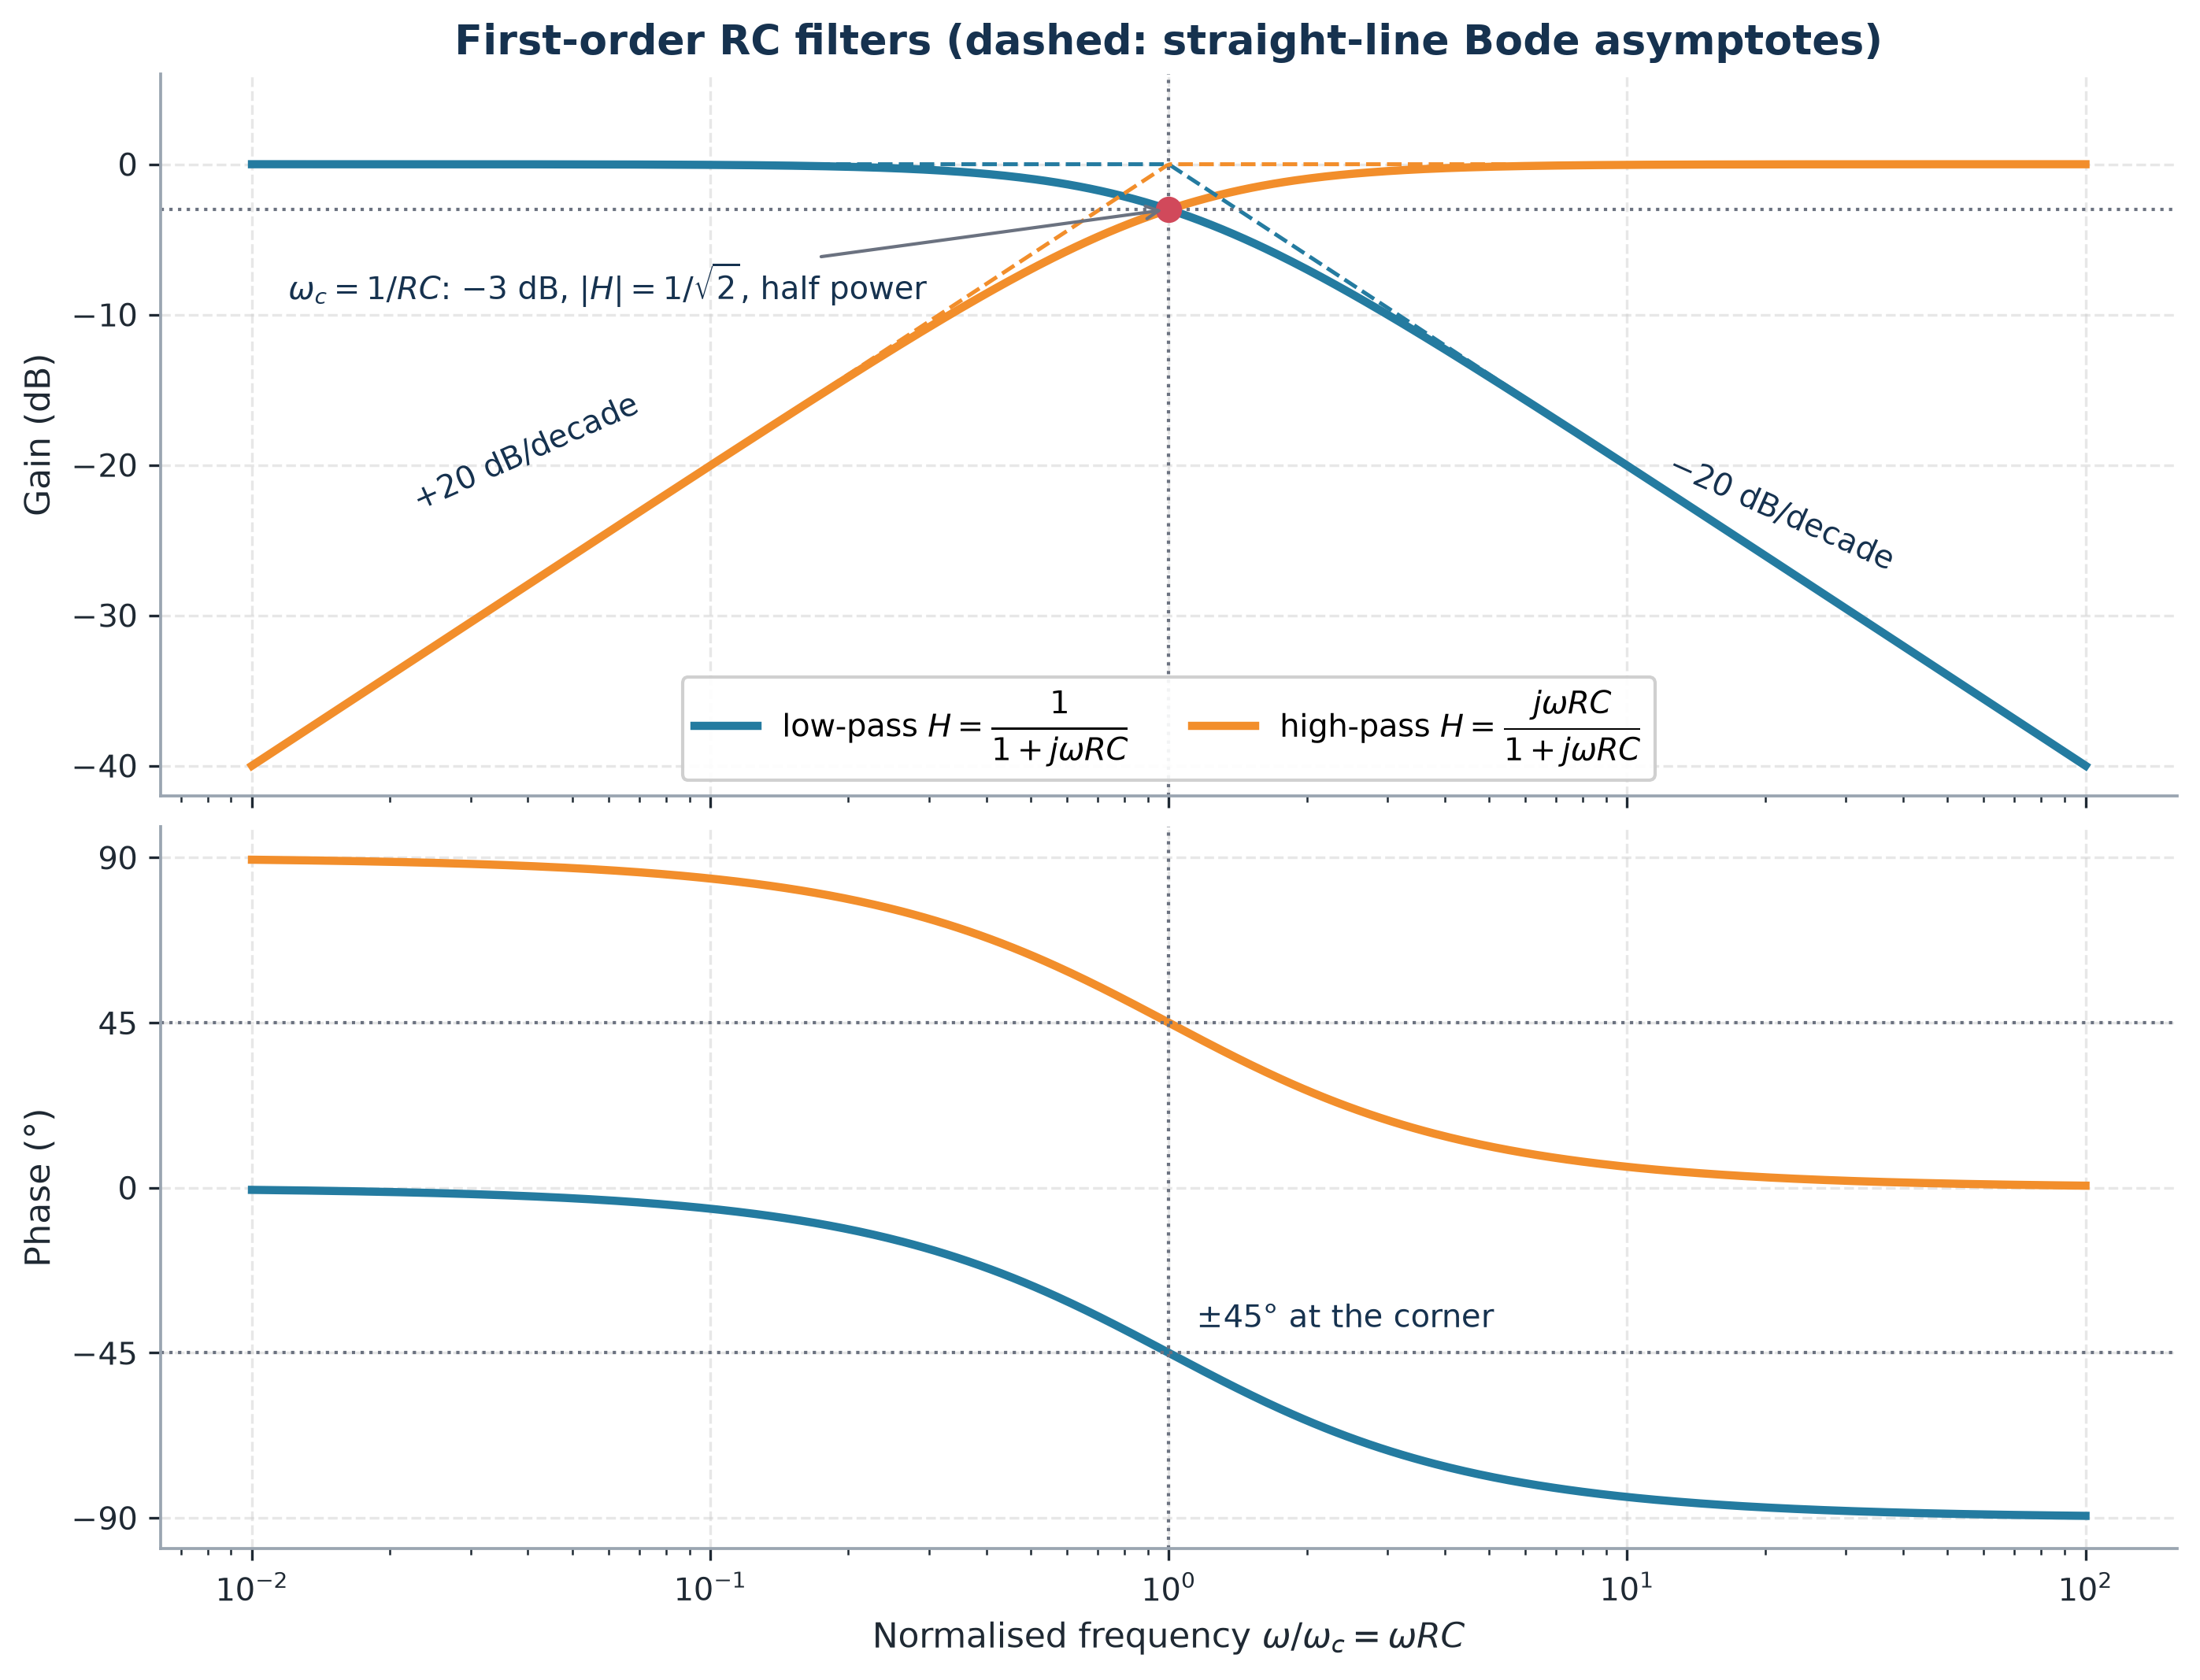 First-order RC filters (dashed: straight-line Bode asymptotes)
Gain (dB)
0
−10
−20
−30
−40
ω_c = 1/RC: −3 dB, |H| = 1/√2, half power
+20 dB/decade
−20 dB/decade
low-pass H = 1/(1 + jωRC)
high-pass H = jωRC/(1 + jωRC)
Phase (°)
90
45
0
−45
−90
±45° at the corner
10⁻² 10⁻¹ 10⁰ 10¹ 10²
Normalised frequency ω/ω_c = ωRC